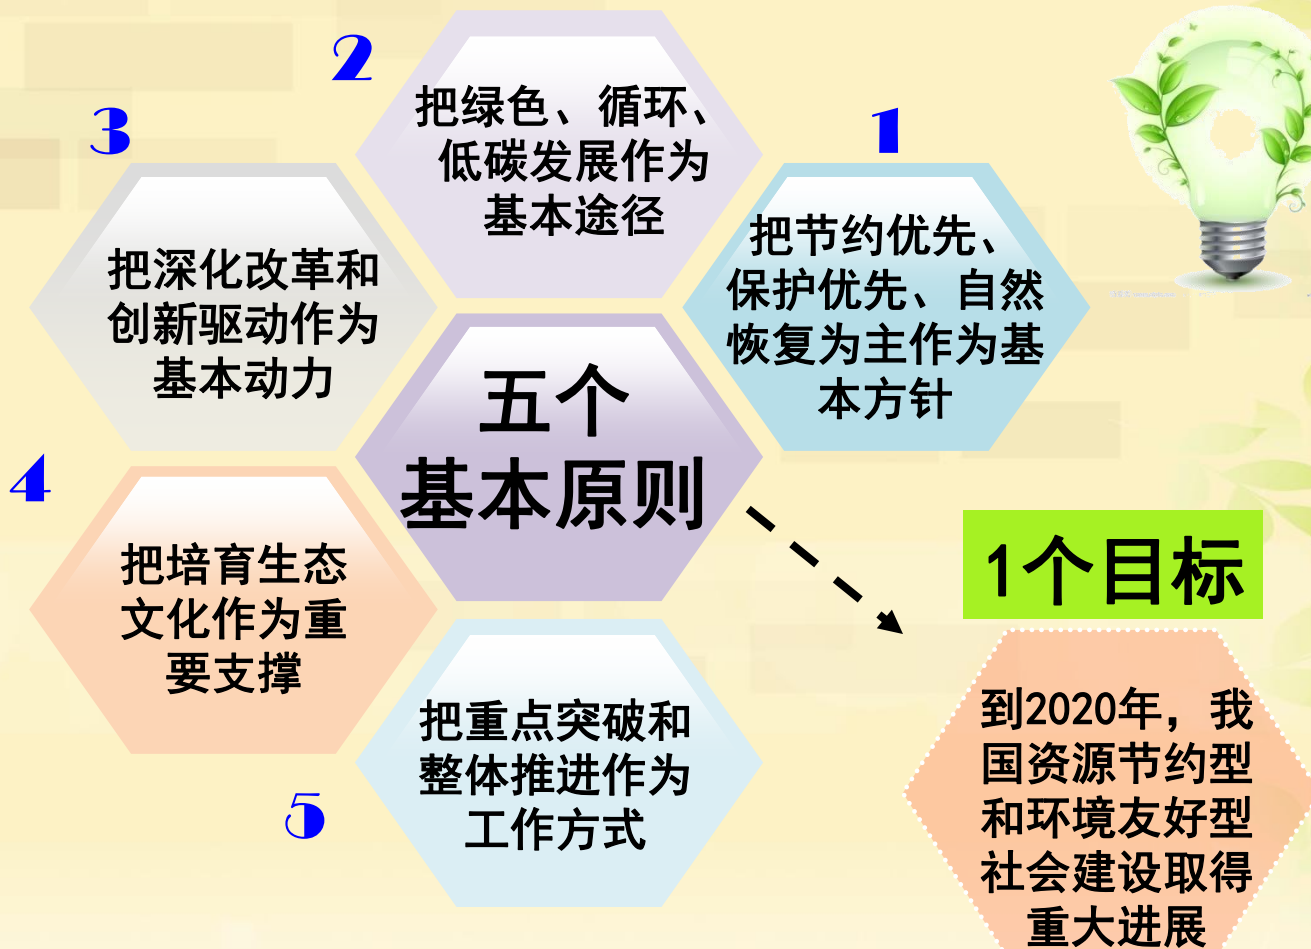 1
把节约优先、
保护优先、自然
恢复为主作为基
本方针
2
把绿色、循环、
低碳发展作为
基本途径
3
把深化改革和
创新驱动作为
基本动力
4
把培育生态
文化作为重
要支撑
5
把重点突破和
整体推进作为
工作方式
五个
基本原则
1个目标
到2020年，我
国资源节约型
和环境友好型
社会建设取得
重大进展